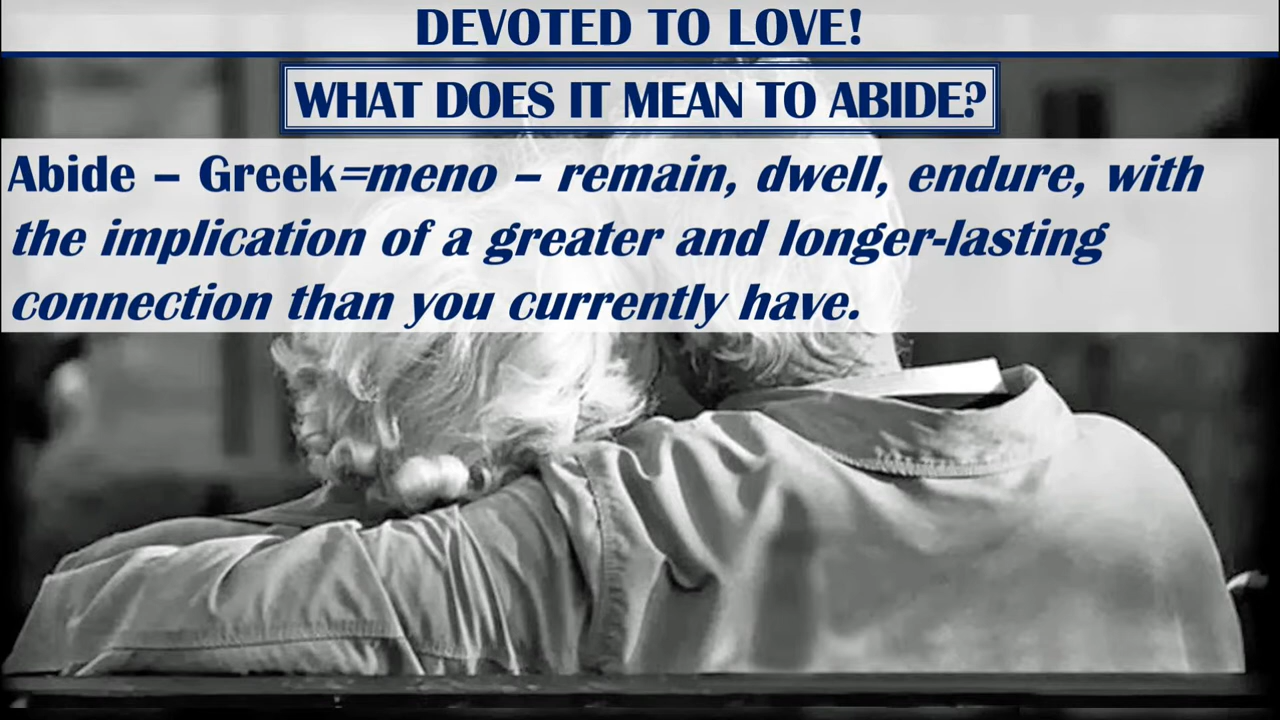 DEVOTED TO LOVE!
WHAT DOES IT MEAN TO ABIDE?
Abide – Greek=meno – remain, dwell, endure, with
the implication of a greater and longer-lasting
connection than you currently have.